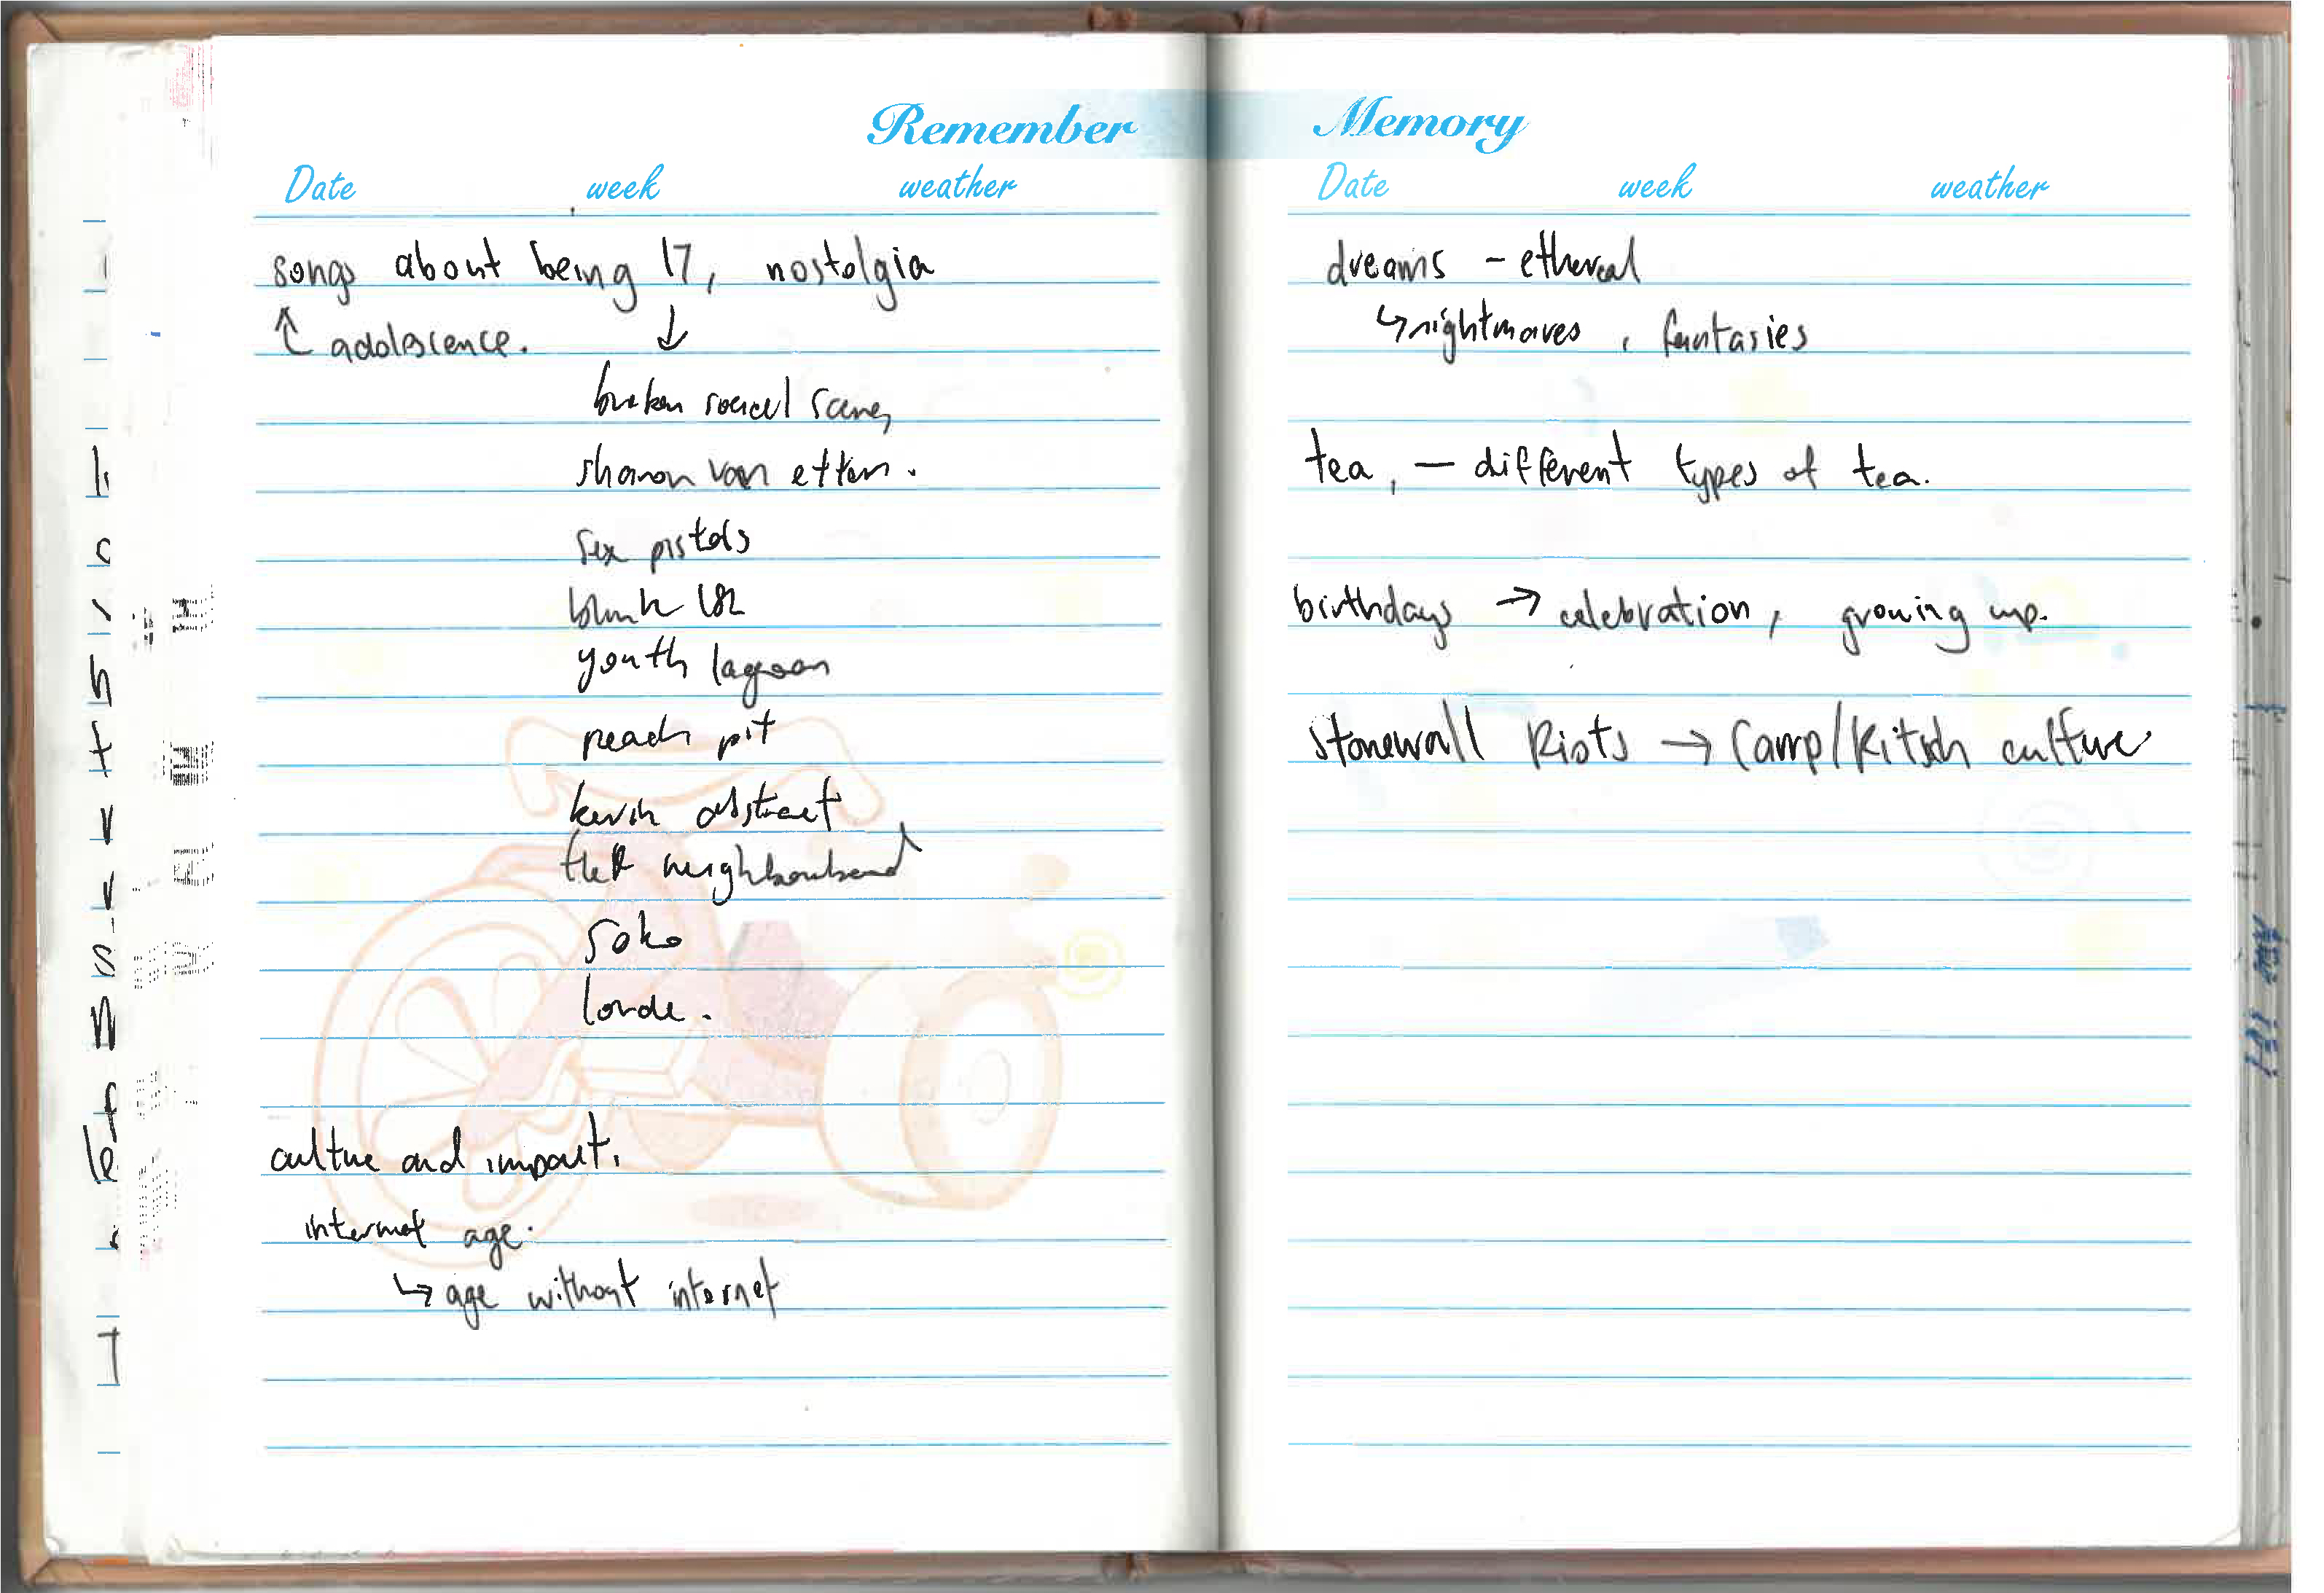 Remember
Date week weather
songs about being 17, nostalgia
↑ adolescence. ↓
broken social scene,
sharon van etten.
sex pistols
blink 182
youth lagoon
peach pit
kevin abstract
the neighbourhood
soko
lorde.
culture and impact.
internet age.
↳ age without internet
Memory
Date week weather
dreams - ethereal
↳ nightmares, fantasies
tea, — different types of tea.
birthdays → celebration, growing up.
Stonewall Riots → Camp/Kitsch culture